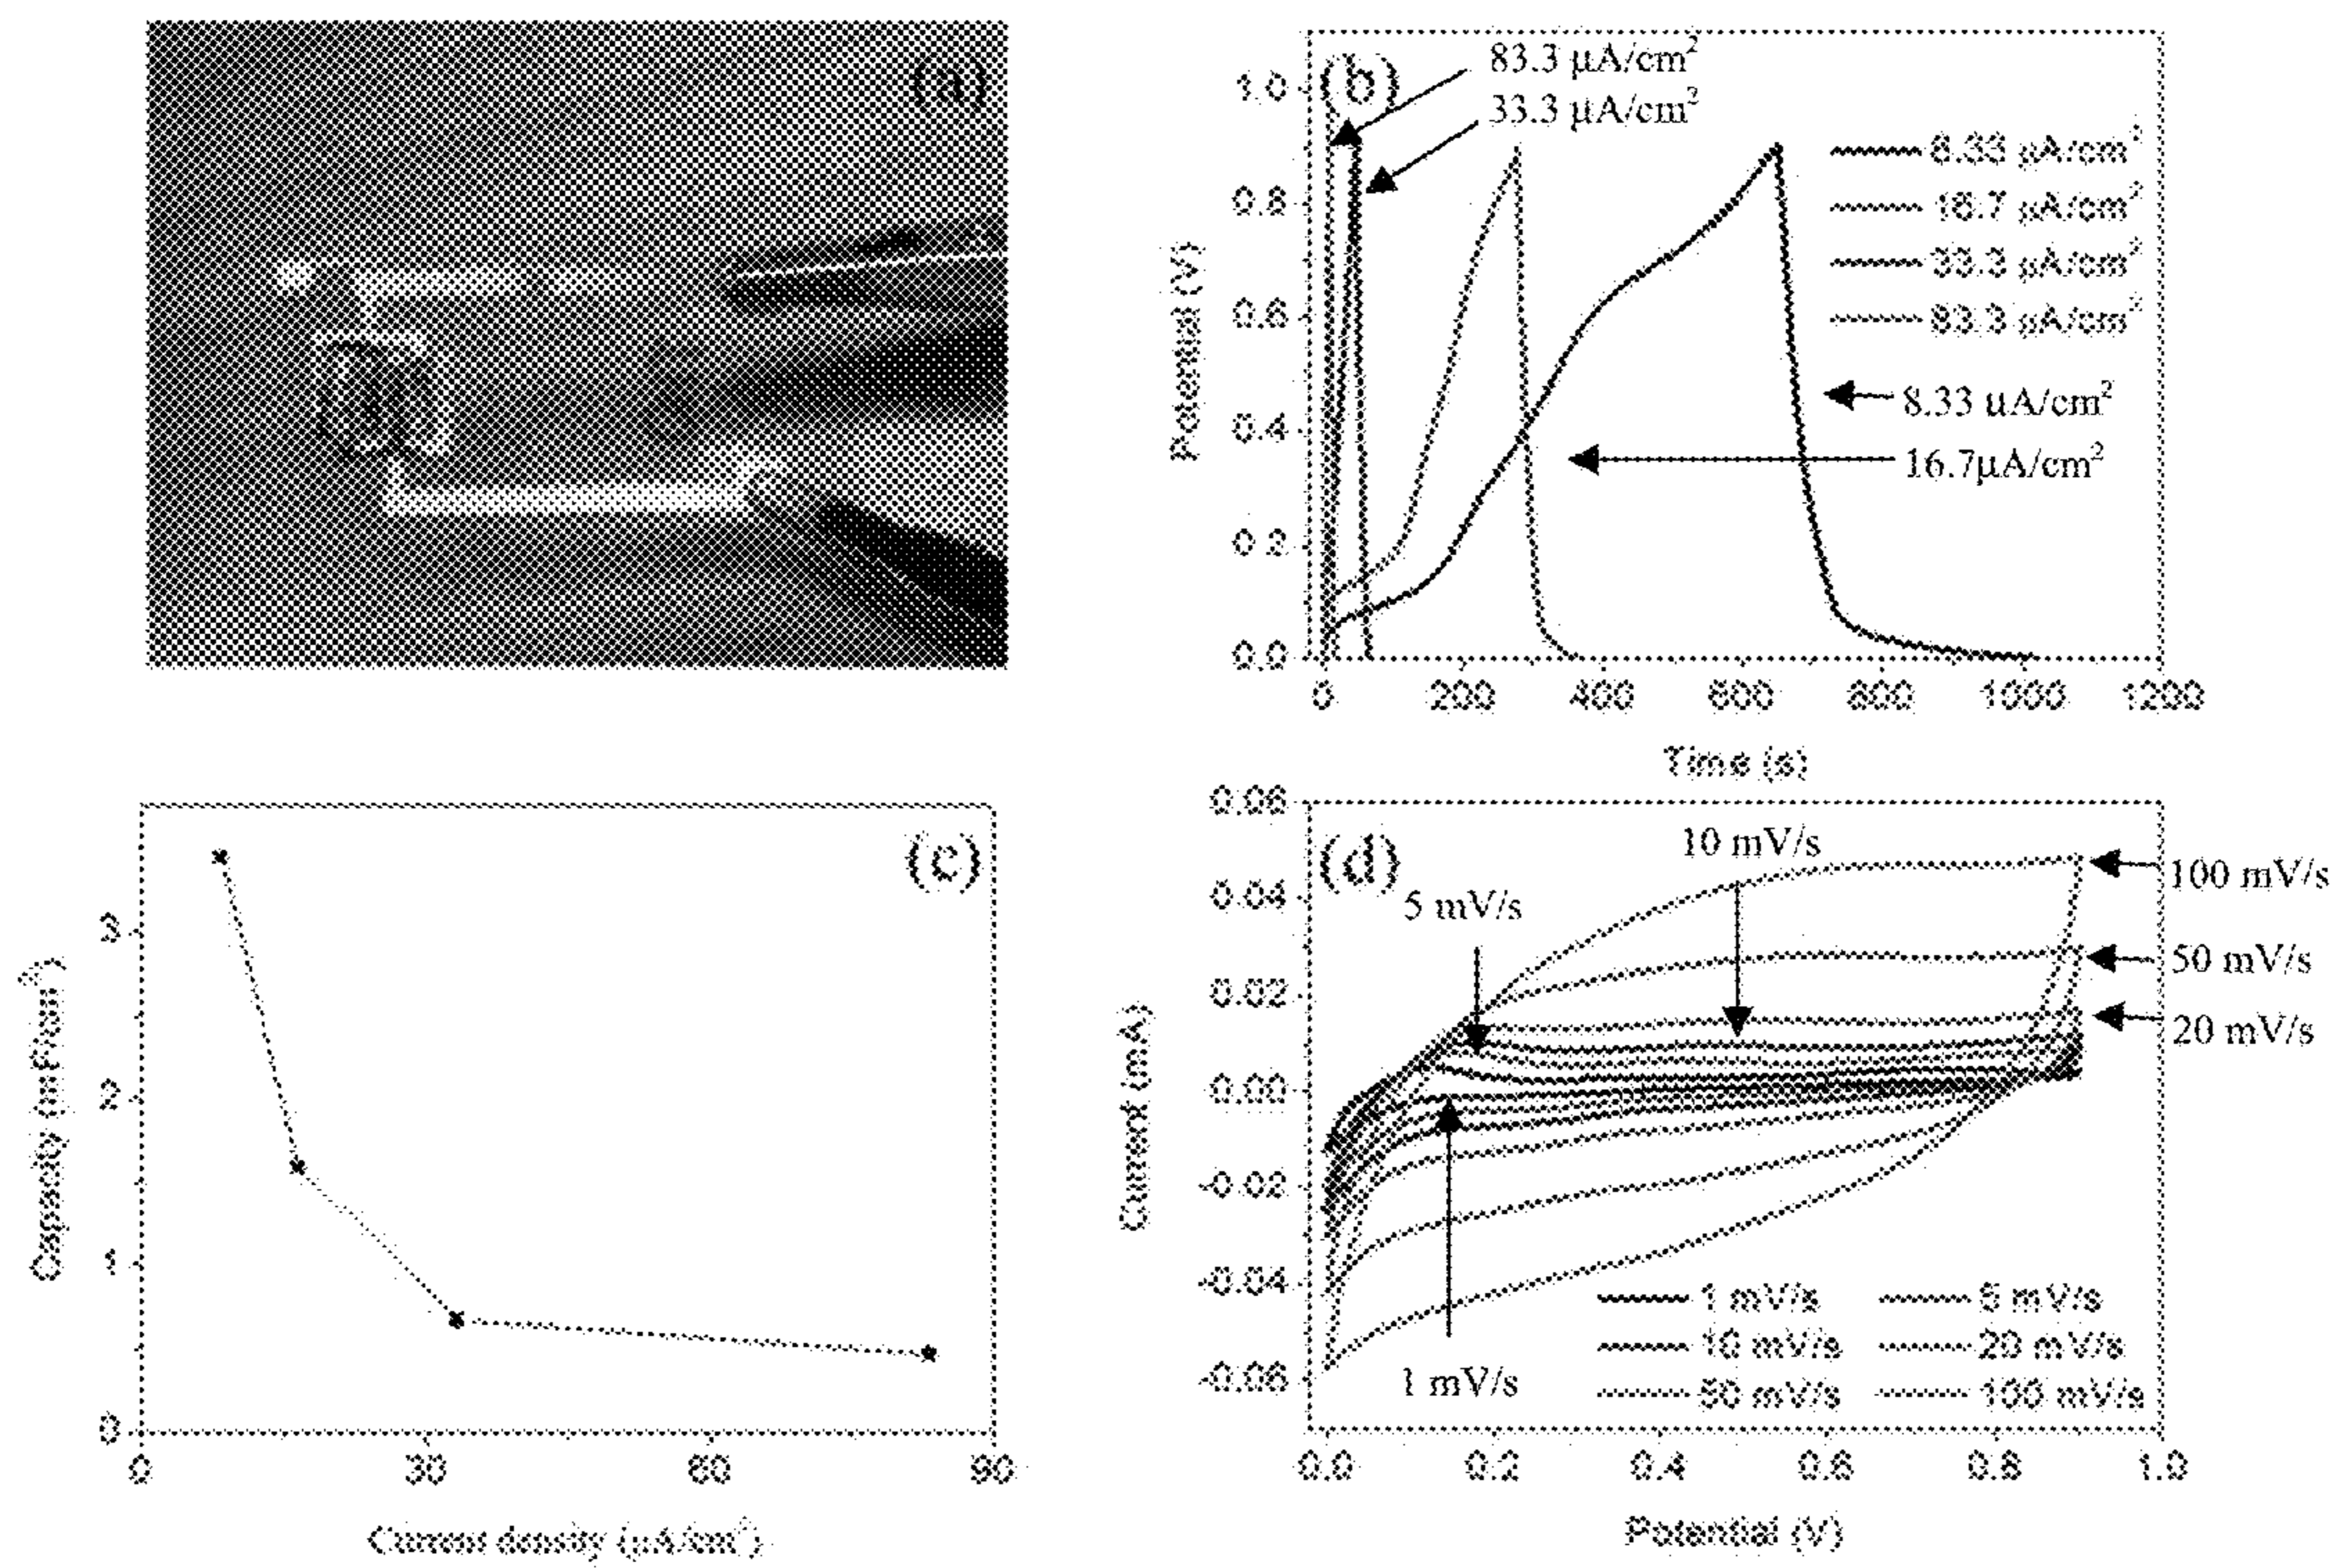 (a)
(b)
83.3 μA/cm²
33.3 μA/cm²
8.33 μA/cm²
16.7 μA/cm²
33.3 μA/cm²
83.3 μA/cm²
8.33 μA/cm²
16.7μA/cm²
1.0
0.8
0.6
0.4
0.2
0.0
Potential (V)
0 200 400 600 800 1000 1200
Time (s)
(c)
3
2
1
0
Capacity (mF/cm²)
0 30 60 90
Current density (μA/cm²)
(d)
10 mV/s
5 mV/s
100 mV/s
50 mV/s
20 mV/s
1 mV/s
0.06
0.04
0.02
0.00
-0.02
-0.04
-0.06
Current (mA)
1 mV/s 5 mV/s
10 mV/s 20 mV/s
50 mV/s 100 mV/s
0.0 0.2 0.4 0.6 0.8 1.0
Potential (V)